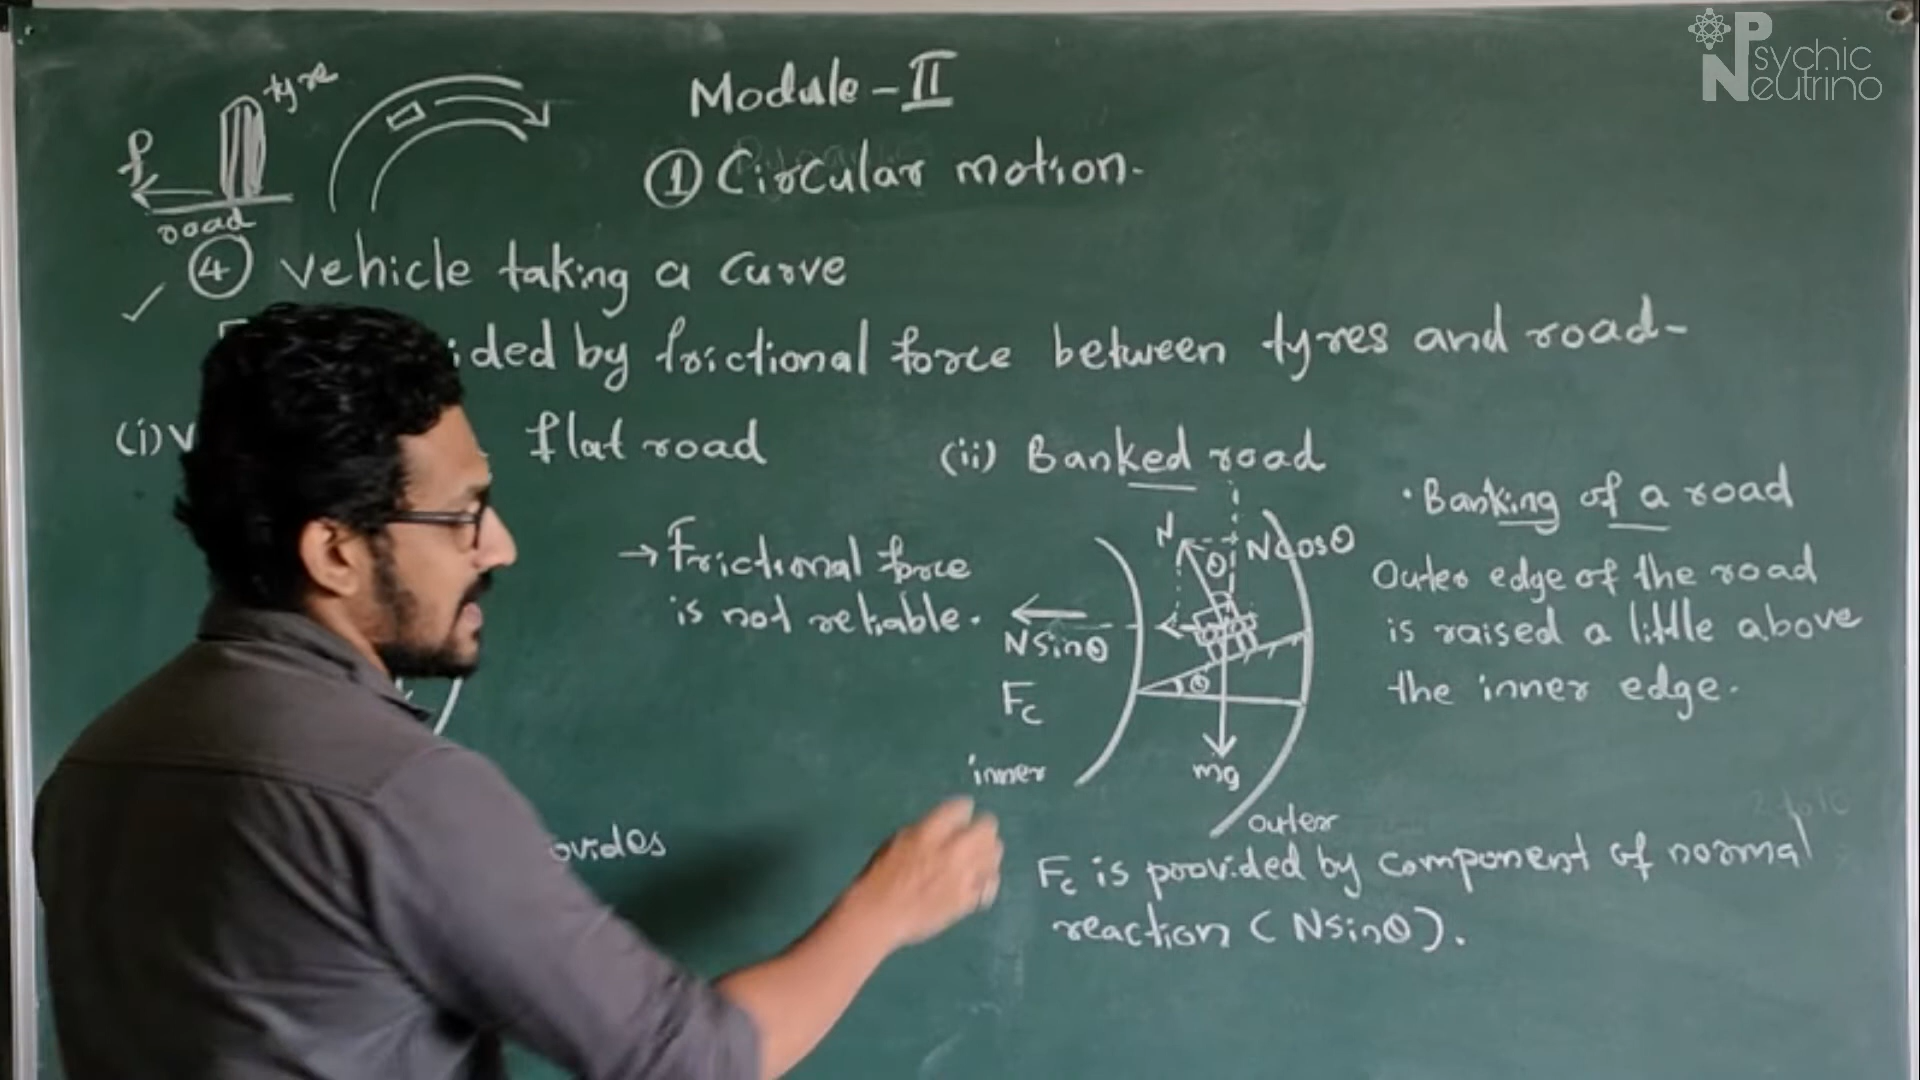 Psychic
Neutrino
Module - II
① Circular motion.
tyre
f
road
④ vehicle taking a curve
ided by frictional force between tyres and road-
(i) v
flat road
→ Frictional force
is not reliable.
ovides
(ii) Banked road
N
θ
Ncosθ
Nsinθ
Fc
θ
mg
inner
outer
· Banking of a road
Outer edge of the road
is raised a little above
the inner edge.
Fc is provided by component of normal
reaction (Nsinθ).